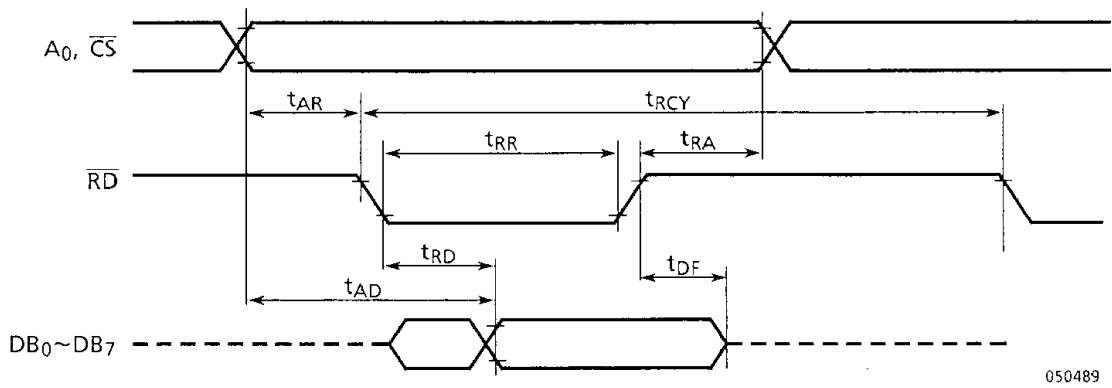 A0, CS
tAR
tRCY
tRR
tRA
RD
tRD
tDF
tAD
DB0~DB7
050489